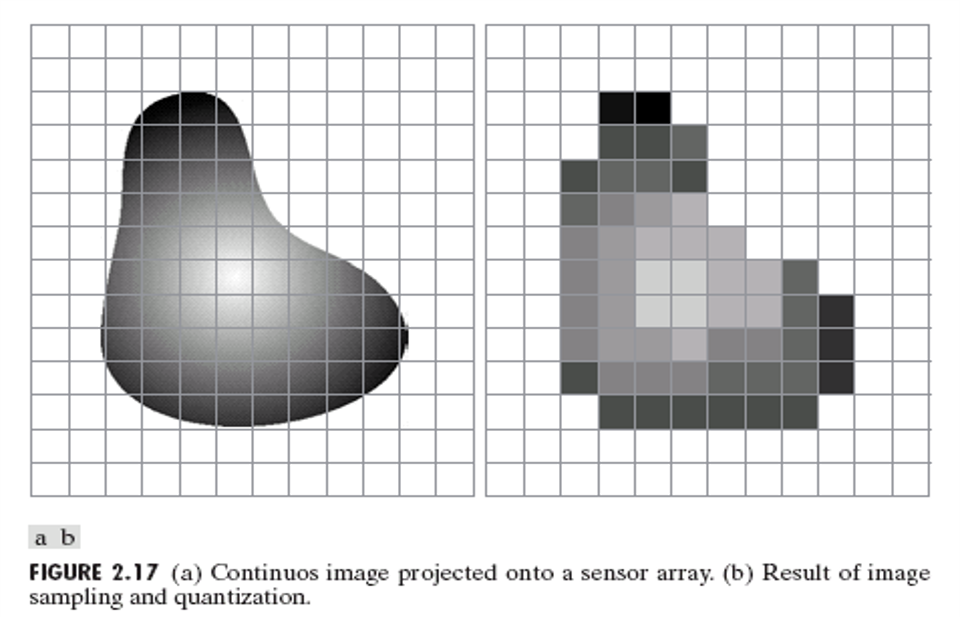 a b
FIGURE 2.17 (a) Continuos image projected onto a sensor array. (b) Result of image
sampling and quantization.